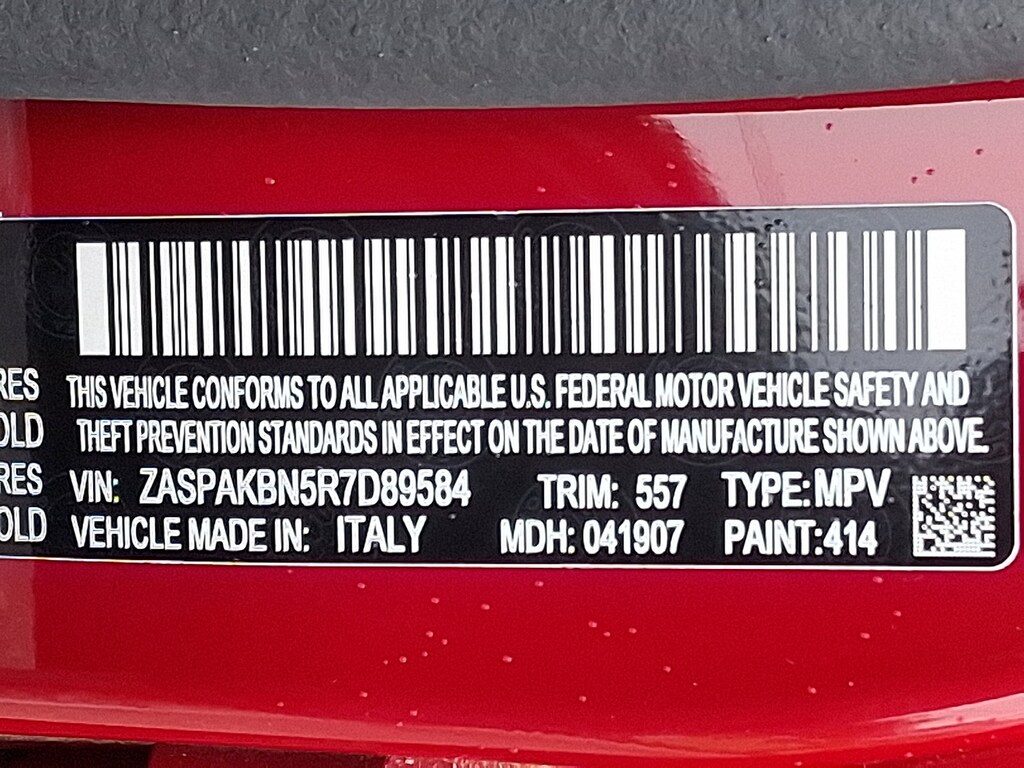 THIS VEHICLE CONFORMS TO ALL APPLICABLE U.S. FEDERAL MOTOR VEHICLE SAFETY AND
THEFT PREVENTION STANDARDS IN EFFECT ON THE DATE OF MANUFACTURE SHOWN ABOVE.
RES
OLD
RES
OLD
VIN: ZASPAKBN5R7D89584 TRIM: 557 TYPE: MPV
VEHICLE MADE IN: ITALY MDH: 041907 PAINT: 414